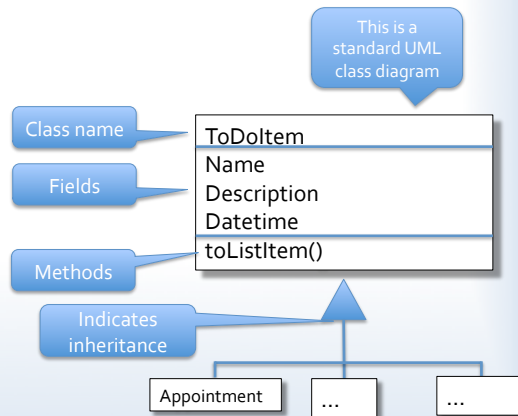 This is a
standard UML
class diagram
Class name
ToDoItem
Fields
Name
Description
Datetime
Methods
toListItem()
Indicates
inheritance
Appointment
...
...